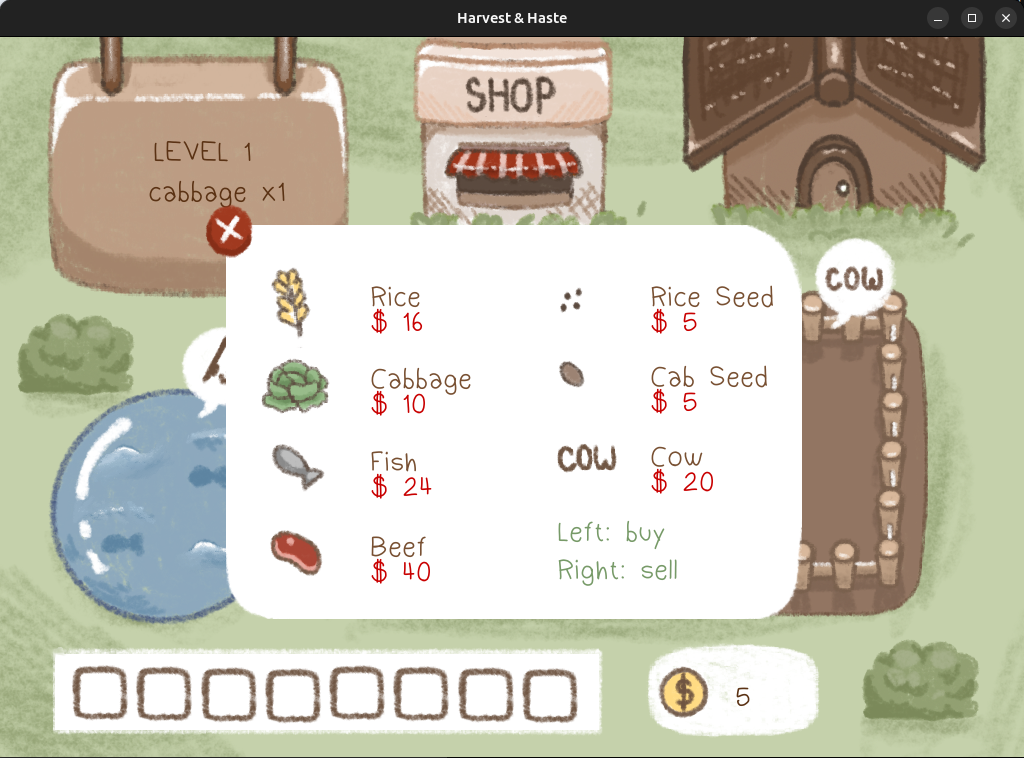 Harvest & Haste
LEVEL 1
cabbage x1
SHOP
cow
Rice
$ 16
Cabbage
$ 10
Fish
$ 24
Beef
$ 40
Rice Seed
$ 5
Cab Seed
$ 5
COW
Cow
$ 20
Left: buy
Right: sell
$
5